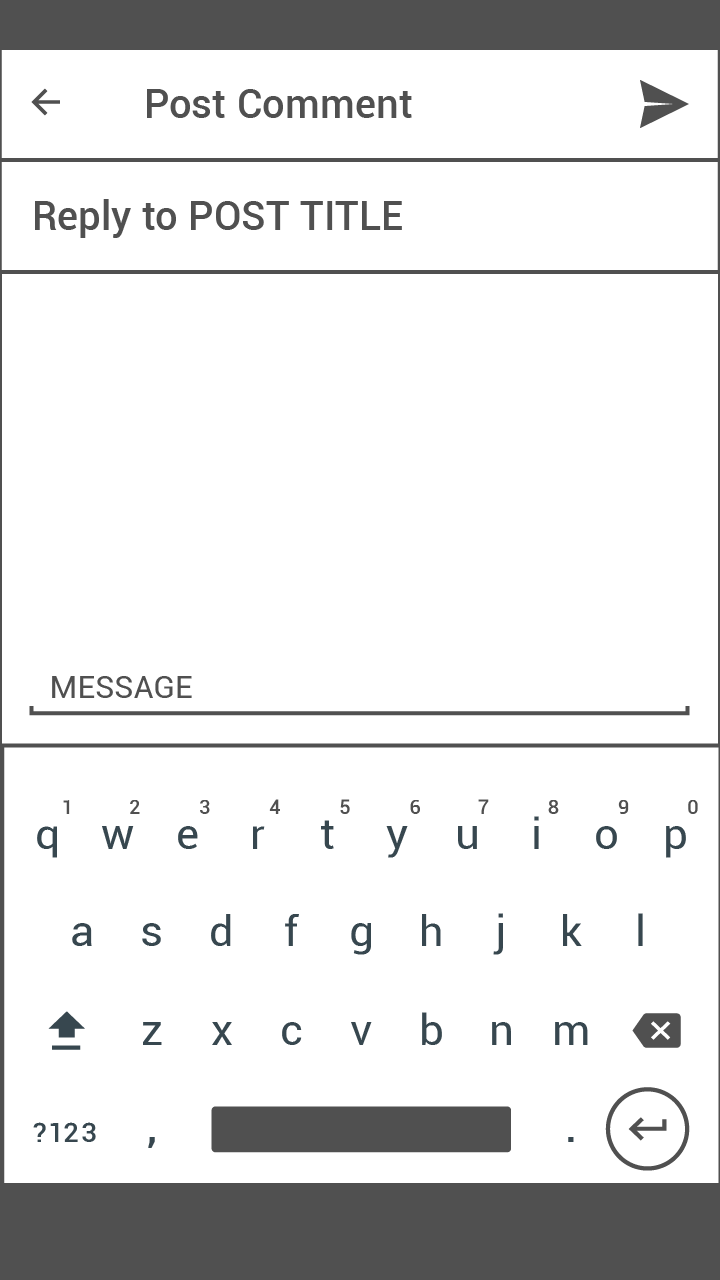 Post Comment
Reply to POST TITLE
MESSAGE
1 2 3 4 5 6 7 8 9 0
q w e r t y u i o p
a s d f g h j k l
z x c v b n m
?123 , .